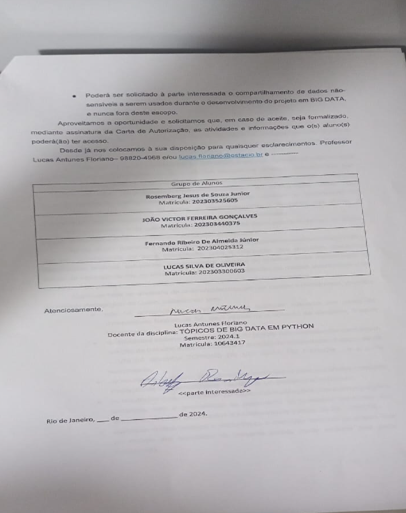 • Poderá ser solicitado à parte interessada o compartilhamento de dados não-
sensíveis a serem usados durante o desenvolvimento do projeto em BIG DATA,
e nunca fora deste escopo.
Aproveitamos a oportunidade e solicitamos que, em caso de aceite, seja formalizado,
mediante assinatura da Carta de Autorização, as atividades e informações que o(s) aluno(s)
poderá(ão) ter acesso.
Desde já nos colocamos à sua disposição para quaisquer esclarecimentos. Professor
Lucas Antunes Floriano– e/ou
Grupo de Alunos
Rosemberg Jesus de Sousa Junior
Matrícula: 202303525605
JOÃO VICTOR FERREIRA GONÇALVES
Matrícula: 202303440375
Fernando Ribeiro De Almeida Júnior
Matrícula: 202304025312
LUCAS SILVA DE OLIVEIRA
Matrícula: 202303300603
Atenciosamente,
Lucas Antunes Floriano
Docente da disciplina: TÓPICOS DE BIG DATA EM PYTHON
Semestre: 2024.1
Matrícula: 10643417
<<parte Interessada>>
Rio de Janeiro, ___ de ____________ de 2024.